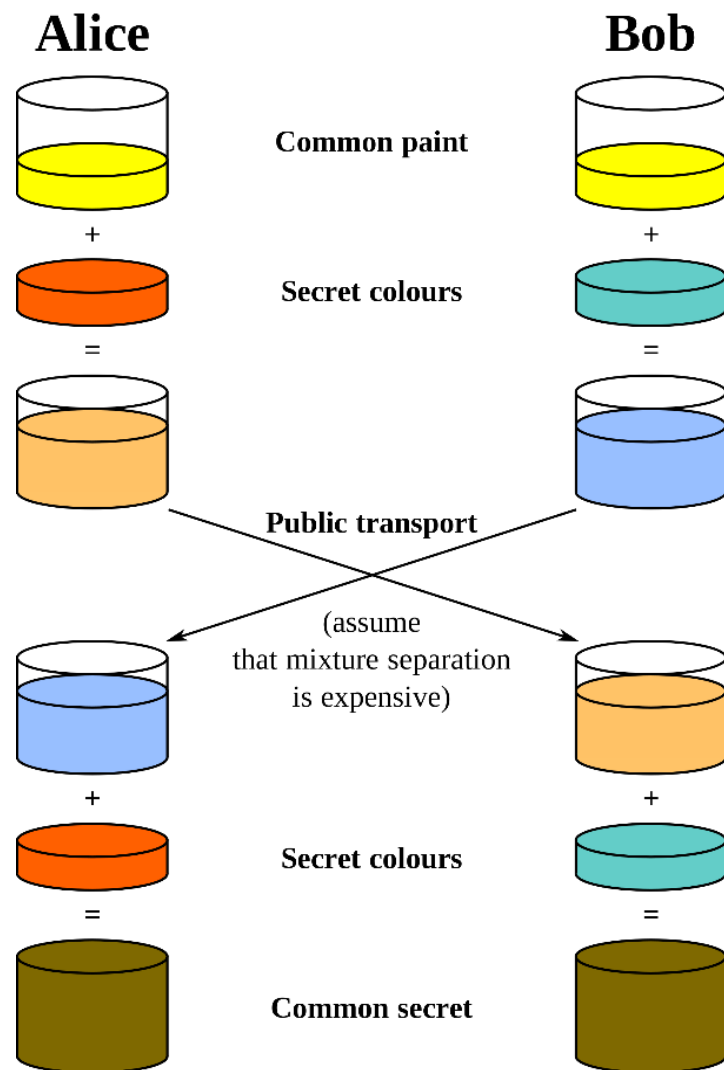 Alice
Bob
Common paint
+
+
Secret colours
=
=
Public transport
(assume
that mixture separation
is expensive)
+
+
Secret colours
=
=
Common secret